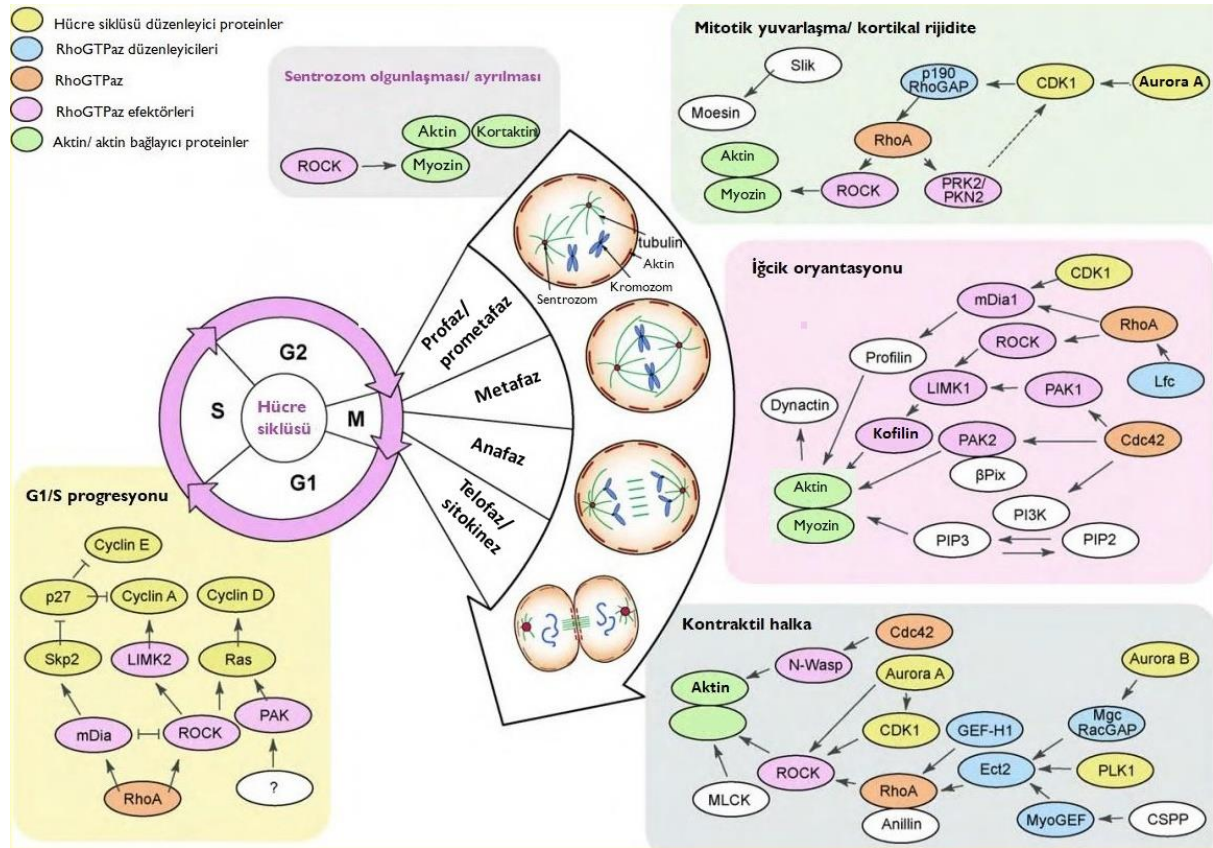 Hücre siklüsü düzenleyici proteinler
RhoGTPaz düzenleyicileri
RhoGTPaz
RhoGTPaz efektörleri
Aktin/ aktin bağlayıcı proteinler
Sentrozom olgunlaşması/ ayrılması
ROCK
Aktin
Kortaktin
Myozin
Mitotik yuvarlaşma/ kortikal rijidite
Slik
Moesin
p190
RhoGAP
CDK1
Aurora A
RhoA
Aktin
Myozin
ROCK
PRK2/
PKN2
tubulin
Aktin
Kromozom
Sentrozom
Profaz/
prometafaz
Metafaz
Anafaz
Telofaz/
sitokinez
G2
S
M
G1
Hücre
siklüsü
İğcik oryantasyonu
CDK1
mDia1
RhoA
ROCK
Profilin
Lfc
LIMK1
PAK1
Dynactin
Kofilin
PAK2
Cdc42
βPix
Aktin
Myozin
PI3K
PIP3
PIP2
G1/S progresyonu
Cyclin E
p27
Cyclin A
Cyclin D
Skp2
LIMK2
Ras
mDia
ROCK
PAK
RhoA
?
Kontraktil halka
Cdc42
N-Wasp
Aurora A
Aurora B
Aktin
CDK1
GEF-H1
Mgc
RacGAP
ROCK
Ect2
PLK1
MLCK
RhoA
Anillin
MyoGEF
CSPP